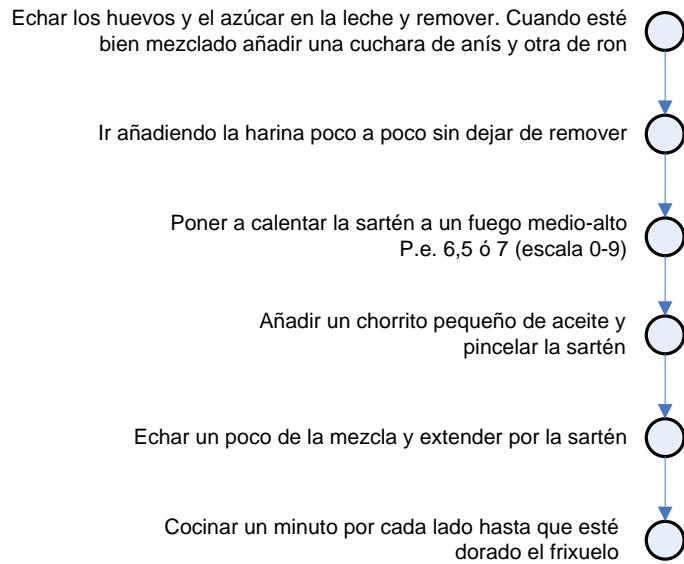 Echar los huevos y el azúcar en la leche y remover. Cuando esté
bien mezclado añadir una cuchara de anís y otra de ron
Ir añadiendo la harina poco a poco sin dejar de remover
Poner a calentar la sartén a un fuego medio-alto
P.e. 6,5 ó 7 (escala 0-9)
Añadir un chorrito pequeño de aceite y
pincelar la sartén
Echar un poco de la mezcla y extender por la sartén
Cocinar un minuto por cada lado hasta que esté
dorado el frixuelo